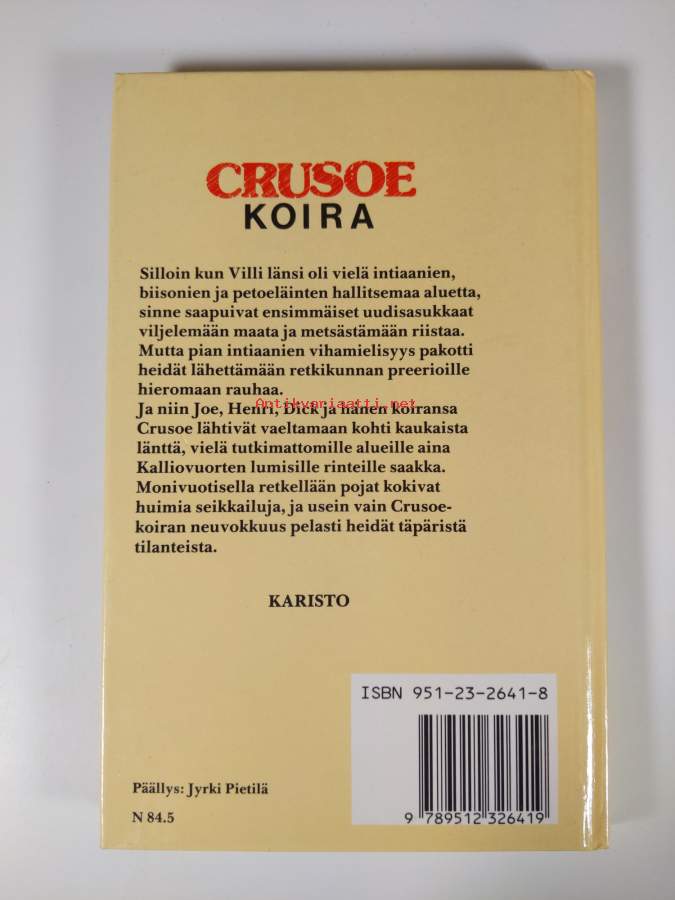 CRUSOE
KOIRA
Silloin kun Villi länsi oli vielä intiaanien,
biisonien ja petoeläinten hallitsemaa aluetta,
sinne saapuivat ensimmäiset uudisasukkaat
viljelemään maata ja metsästämään riistaa.
Mutta pian intiaanien vihamielisyys pakotti
heidät lähettämään retkikunnan preerioille
hieromaan rauhaa.
Antikvariaatti.net
Ja niin Joe, Henri, Dick ja hänen koiransa
Crusoe lähtivät vaeltamaan kohti kaukaista
länttä, vielä tutkimattomille alueille aina
Kalliovuorten lumisille rinteille saakka.
Monivuotisella retkellään pojat kokivat
huimia seikkailuja, ja usein vain Crusoe-
koiran neuvokkuus pelasti heidät täpäristä
tilanteista.
KARISTO
ISBN 951-23-2641-8
9 789512 326419
Päällys: Jyrki Pietilä
N 84.5